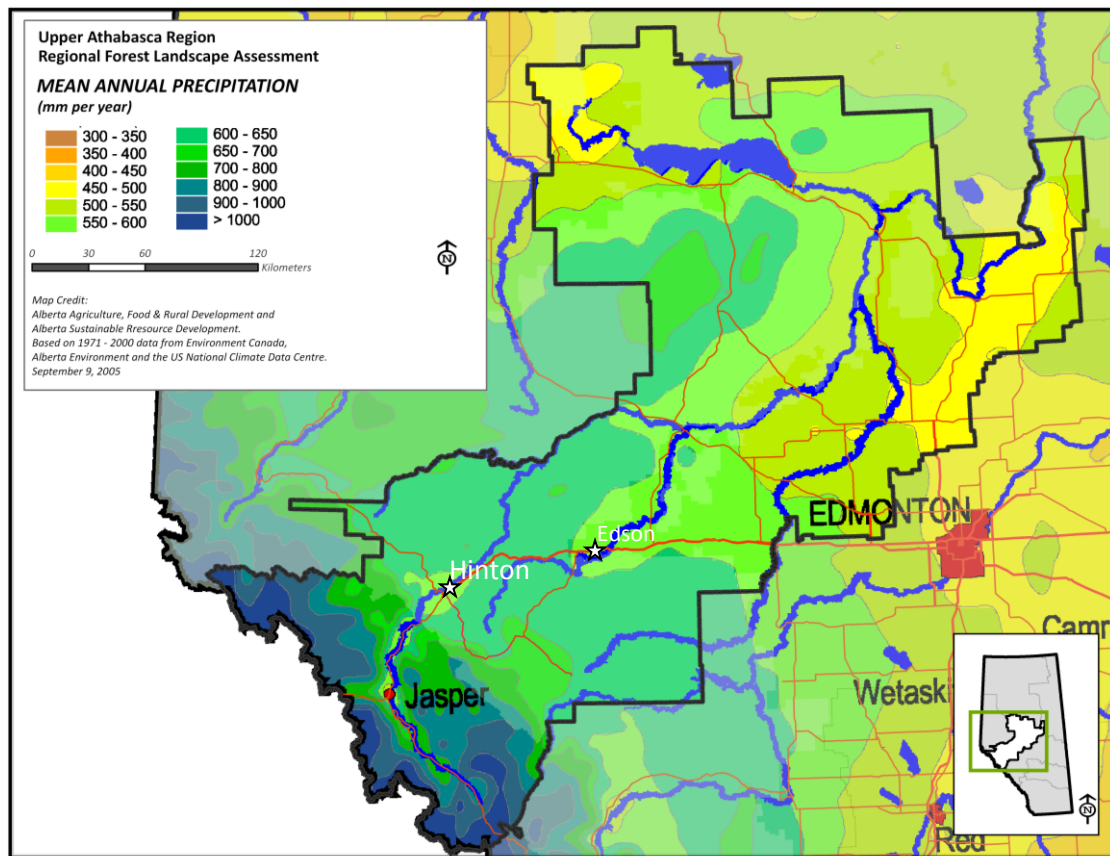 Upper Athabasca Region
Regional Forest Landscape Assessment
MEAN ANNUAL PRECIPITATION
(mm per year)
300 - 350
350 - 400
400 - 450
450 - 500
500 - 550
550 - 600
600 - 650
650 - 700
700 - 800
800 - 900
900 - 1000
> 1000
0 30 60 120
Kilometers
N
Map Credit:
Alberta Agriculture, Food & Rural Development and
Alberta Sustainable Rresource Development.
Based on 1971 - 2000 data from Environment Canada,
Alberta Environment and the US National Climate Data Centre.
September 9, 2005
EDMONTON
Edson
Hinton
Camr
Jasper
Wetaski
N
Red